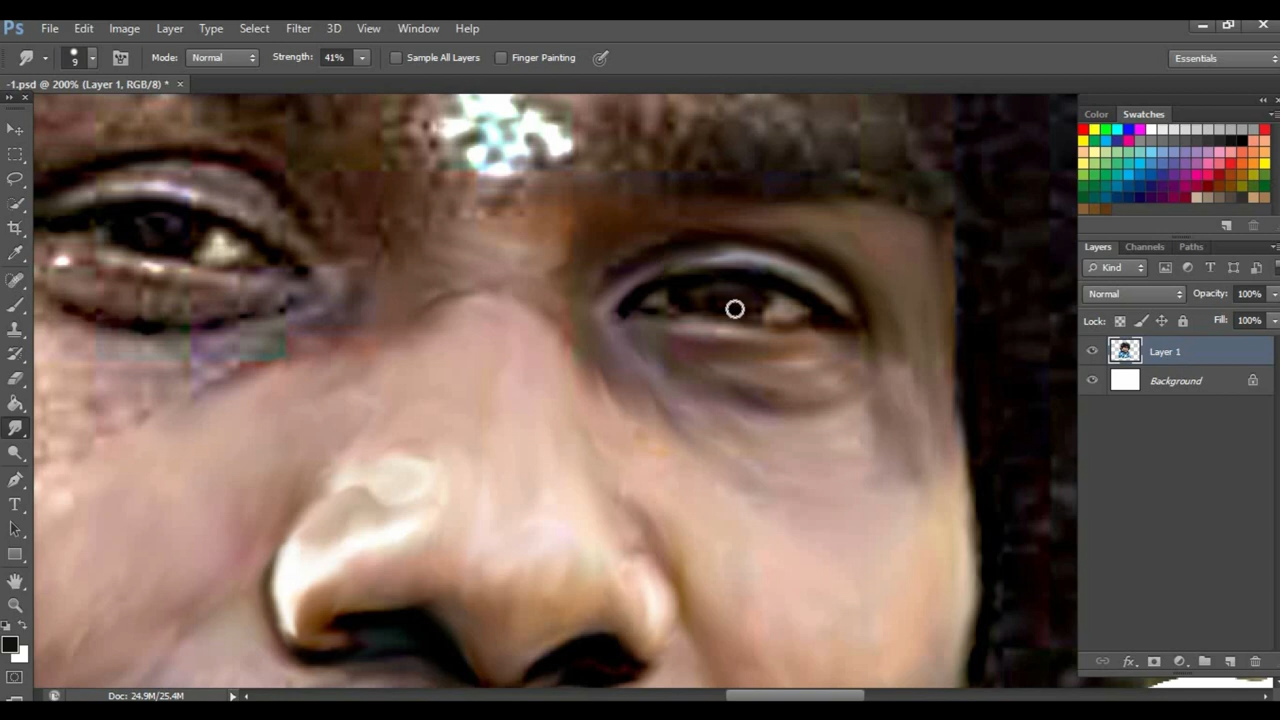 Ps File Edit Image Layer Type Select Filter 3D View Window Help
9 Mode: Normal Strength: 41% Sample All Layers Finger Painting Essentials
-1.psd @ 200% (Layer 1, RGB/8) * ×
Color Swatches
Layers Channels Paths
Kind T
Normal Opacity: 100%
Lock: Fill: 100%
Layer 1
Background
T
fx
Doc: 24.9M/25.4M